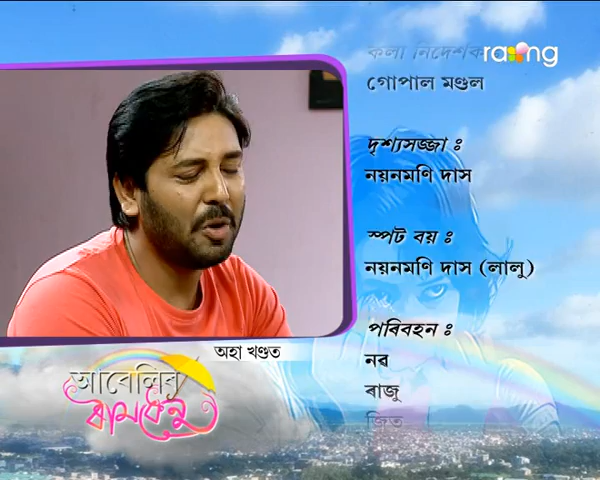 কলা নিৰ্দেশক
rang
গোপাল মণ্ডল
দৃশ্যসজ্জা ঃ
নয়নমণি দাস
স্পট বয় ঃ
নয়নমণি দাস (লালু)
পৰিবহন ঃ
নৱ
ৰাজু
জিত
অহা খণ্ডত
আবেলিৰ
ৰামধেনু